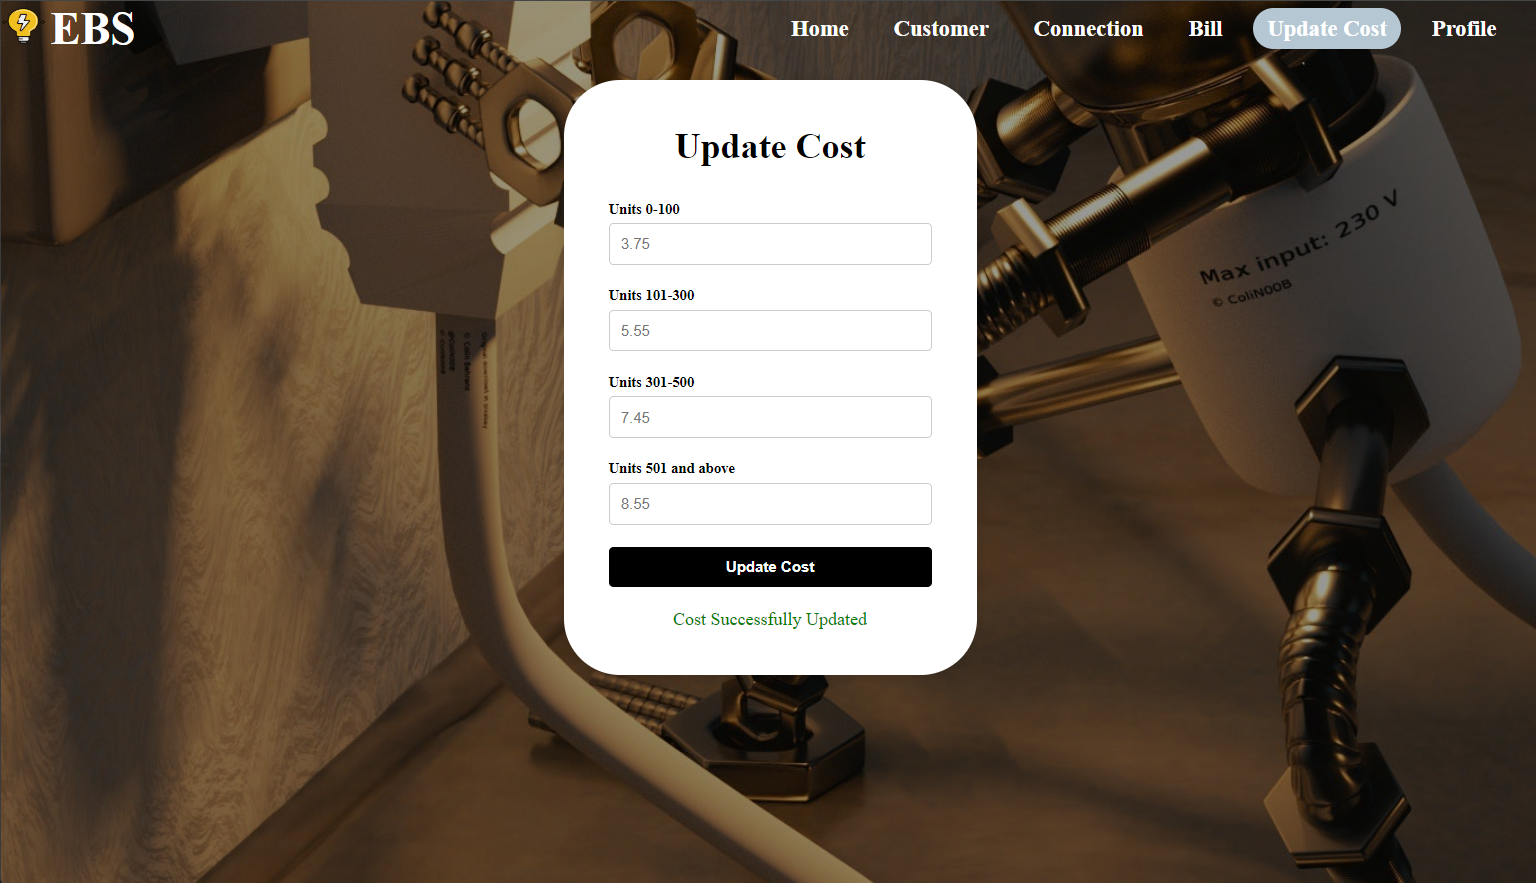 EBS
Home Customer Connection Bill Update Cost Profile
Update Cost
Units 0-100
3.75
Units 101-300
5.55
Units 301-500
7.45
Units 501 and above
8.55
Update Cost
Cost Successfully Updated
Max input: 230 V
© ColiN00B